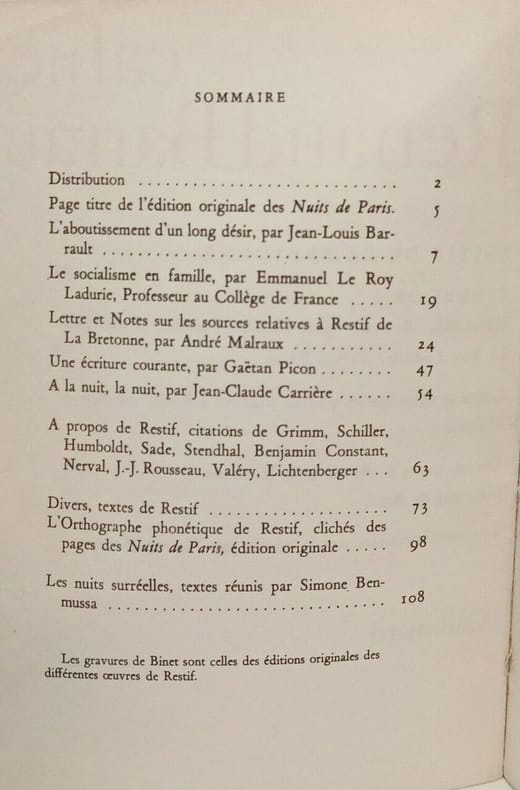 SOMMAIRE
Distribution . . . . . . . . . . . . . . . . . . . . . . . . . . . . . 2
Page titre de l'édition originale des Nuits de Paris. 5
L'aboutissement d'un long désir, par Jean-Louis Bar-
rault . . . . . . . . . . . . . . . . . . . . . . . . . . . . . . . . 7
Le socialisme en famille, par Emmanuel Le Roy
Ladurie, Professeur au Collège de France . . . . . 19
Lettre et Notes sur les sources relatives à Restif de
La Bretonne, par André Malraux . . . . . . . . . . . 24
Une écriture courante, par Gaëtan Picon . . . . . . . . 47
A la nuit, la nuit, par Jean-Claude Carrière . . . . . . 54
A propos de Restif, citations de Grimm, Schiller,
Humboldt, Sade, Stendhal, Benjamin Constant,
Nerval, J.-J. Rousseau, Valéry, Lichtenberger . . . 63
Divers, textes de Restif . . . . . . . . . . . . . . . . . . . . 73
L'Orthographe phonétique de Restif, clichés des
pages des Nuits de Paris, édition originale . . . . . 98
Les nuits surréelles, textes réunis par Simone Ben-
mussa . . . . . . . . . . . . . . . . . . . . . . . . . . . . . . . 108
Les gravures de Binet sont celles des éditions originales des
différentes œuvres de Restif.